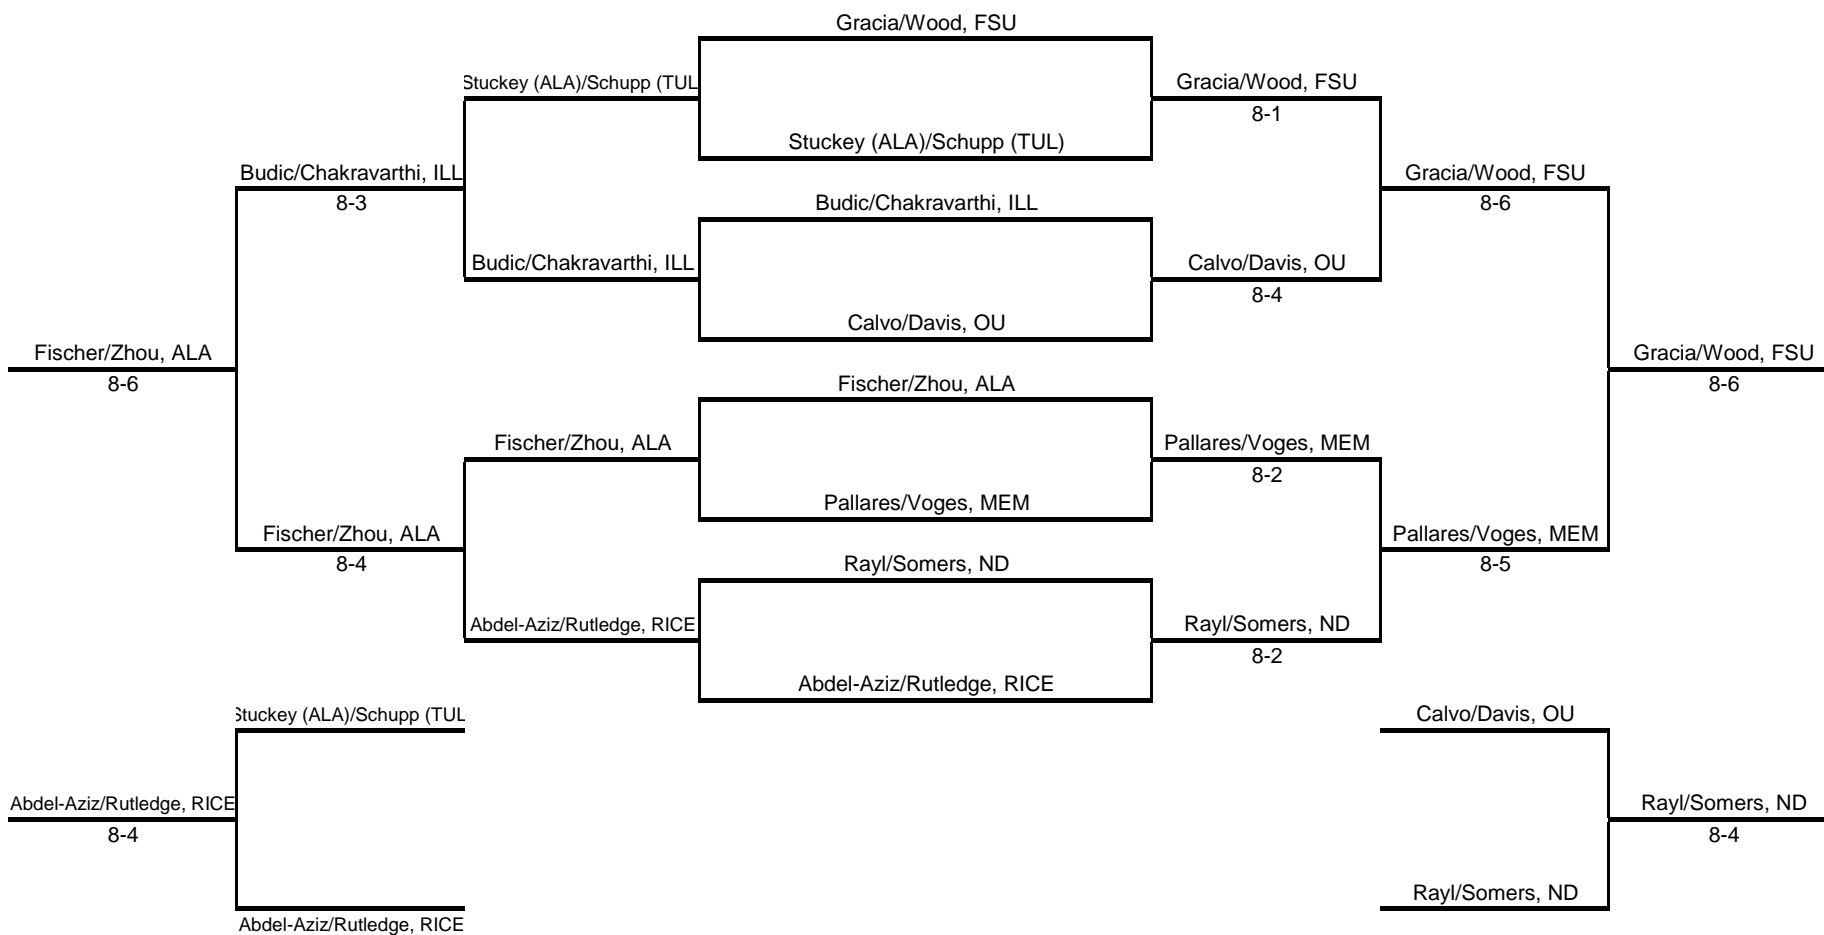 Gracia/Wood, FSU
Stuckey (ALA)/Schupp (TUL
Gracia/Wood, FSU
8-1
Stuckey (ALA)/Schupp (TUL)
Budic/Chakravarthi, ILL
Gracia/Wood, FSU
8-3
Budic/Chakravarthi, ILL
8-6
Budic/Chakravarthi, ILL
Calvo/Davis, OU
8-4
Calvo/Davis, OU
Fischer/Zhou, ALA
Gracia/Wood, FSU
8-6
Fischer/Zhou, ALA
8-6
Fischer/Zhou, ALA
Pallares/Voges, MEM
8-2
Pallares/Voges, MEM
Fischer/Zhou, ALA
Pallares/Voges, MEM
8-4
Rayl/Somers, ND
8-5
Abdel-Aziz/Rutledge, RICE
Rayl/Somers, ND
8-2
Abdel-Aziz/Rutledge, RICE
Stuckey (ALA)/Schupp (TUL
Calvo/Davis, OU
Abdel-Aziz/Rutledge, RICE
Rayl/Somers, ND
8-4
8-4
Rayl/Somers, ND
Abdel-Aziz/Rutledge, RICE